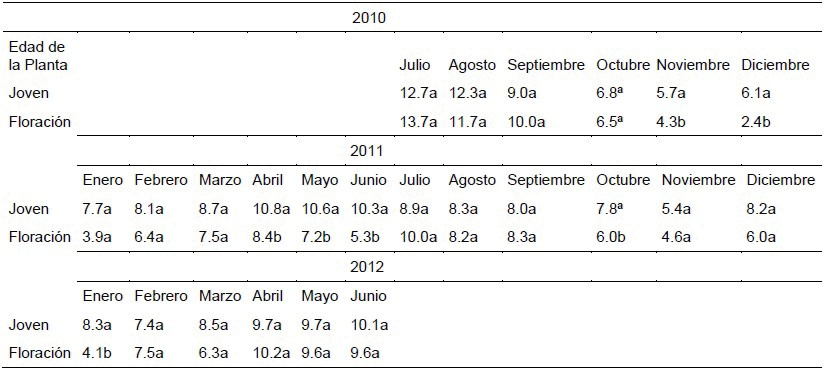 2010
Edad de
la Planta Julio Agosto Septiembre Octubre Noviembre Diciembre
Joven 12.7a 12.3a 9.0a 6.8ª 5.7a 6.1a
Floración 13.7a 11.7a 10.0a 6.5ª 4.3b 2.4b
2011
Enero Febrero Marzo Abril Mayo Junio Julio Agosto Septiembre Octubre Noviembre Diciembre
Joven 7.7a 8.1a 8.7a 10.8a 10.6a 10.3a 8.9a 8.3a 8.0a 7.8ª 5.4a 8.2a
Floración 3.9a 6.4a 7.5a 8.4b 7.2b 5.3b 10.0a 8.2a 8.3a 6.0b 4.6a 6.0a
2012
Enero Febrero Marzo Abril Mayo Junio
Joven 8.3a 7.4a 8.5a 9.7a 9.7a 10.1a
Floración 4.1b 7.5a 6.3a 10.2a 9.6a 9.6a